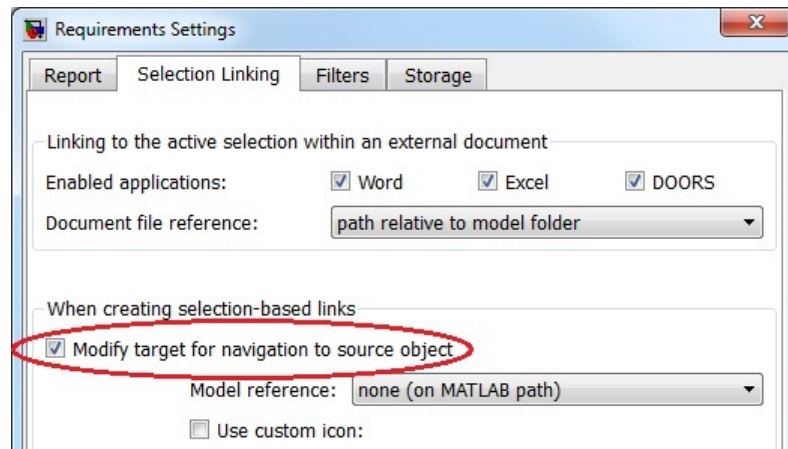 Requirements Settings
Report Selection Linking Filters Storage
Linking to the active selection within an external document
Enabled applications: Word Excel DOORS
Document file reference: path relative to model folder
When creating selection-based links
Modify target for navigation to source object
Model reference: none (on MATLAB path)
Use custom icon: